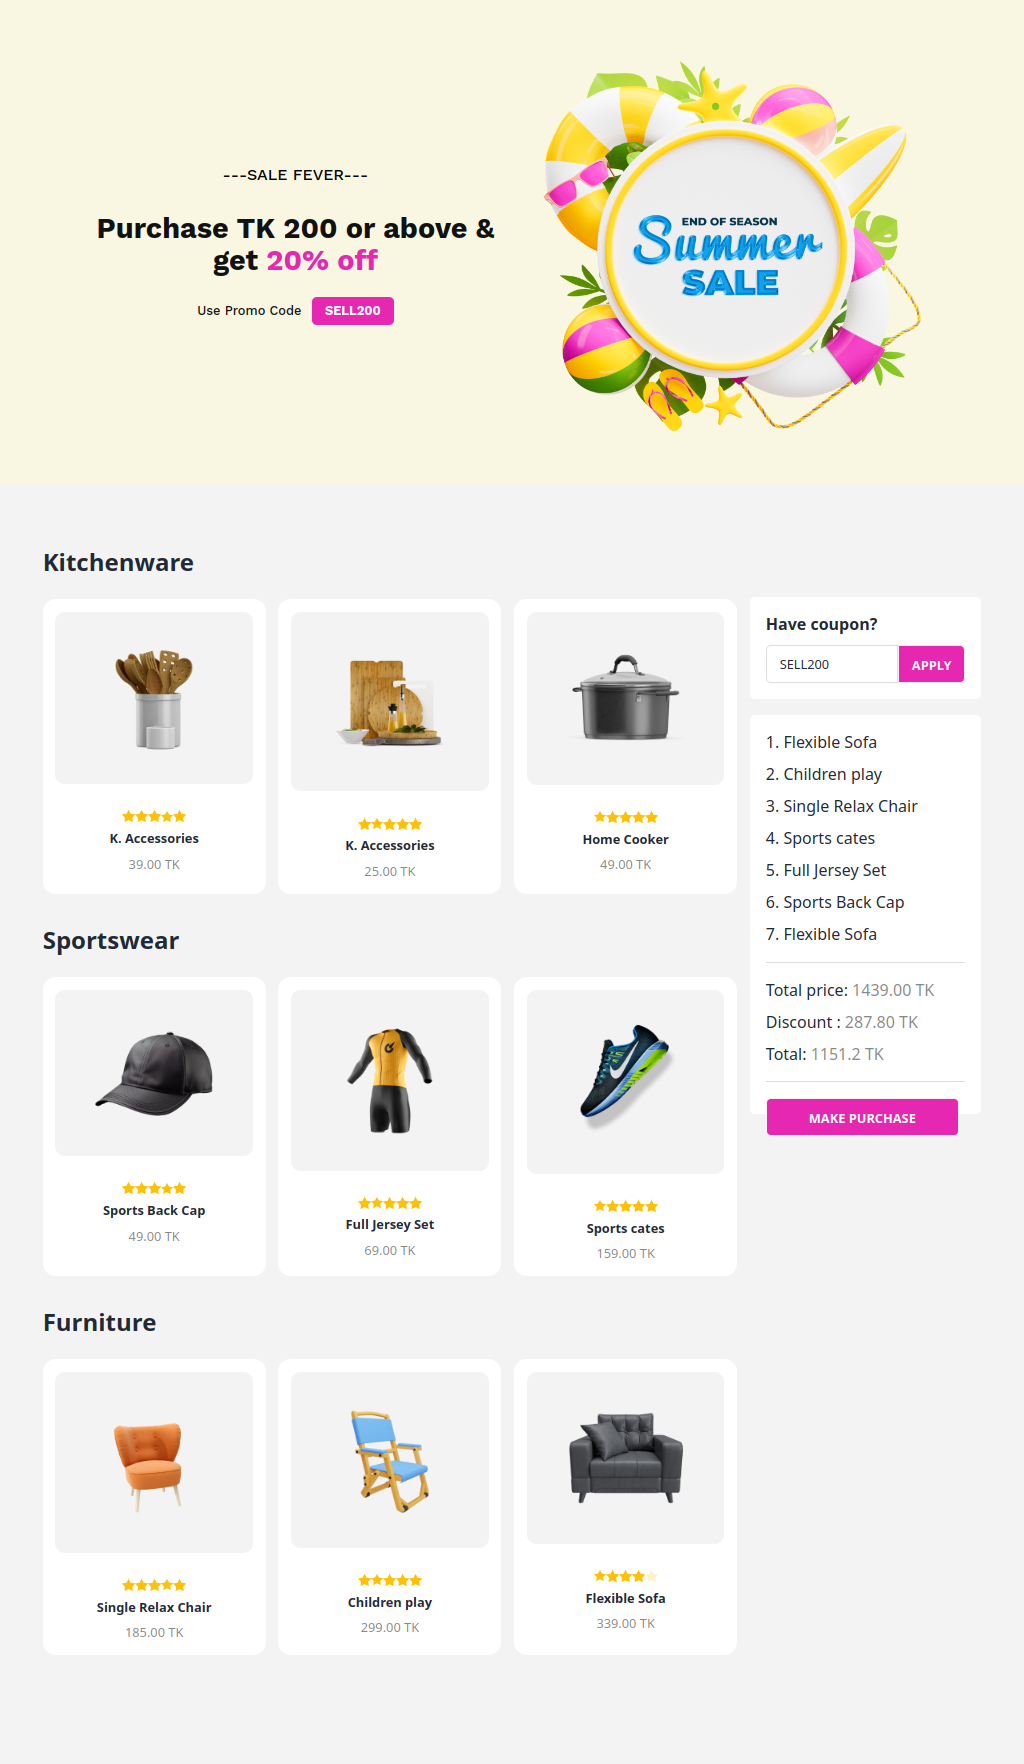 ---SALE FEVER---
Purchase TK 200 or above &
get 20% off
Use Promo Code SELL200
END OF SEASON
Summer
SALE
Kitchenware
K. Accessories
39.00 TK
K. Accessories
25.00 TK
Home Cooker
49.00 TK
Have coupon?
SELL200 APPLY
1. Flexible Sofa
2. Children play
3. Single Relax Chair
4. Sports cates
5. Full Jersey Set
6. Sports Back Cap
7. Flexible Sofa
Total price: 1439.00 TK
Discount : 287.80 TK
Total: 1151.2 TK
MAKE PURCHASE
Sportswear
Sports Back Cap
49.00 TK
Full Jersey Set
69.00 TK
Sports cates
159.00 TK
Furniture
Single Relax Chair
185.00 TK
Children play
299.00 TK
Flexible Sofa
339.00 TK